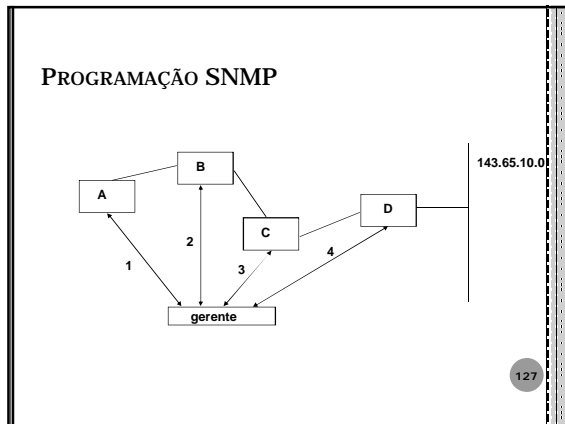 PROGRAMAÇÃO SNMP
143.65.10.0
B
A
D
C
2
4
1
3
gerente
127